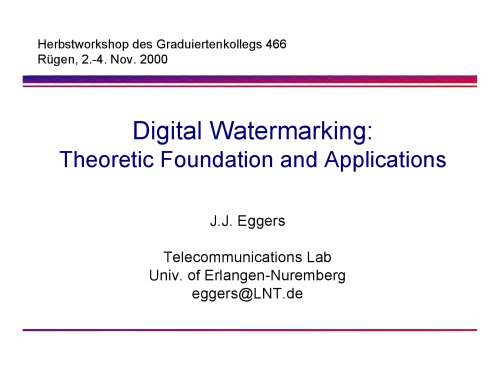 Herbstworkshop des Graduiertenkollegs 466
Rügen, 2.-4. Nov. 2000
Digital Watermarking:
Theoretic Foundation and Applications
J.J. Eggers
Telecommunications Lab
Univ. of Erlangen-Nuremberg
eggers@LNT.de